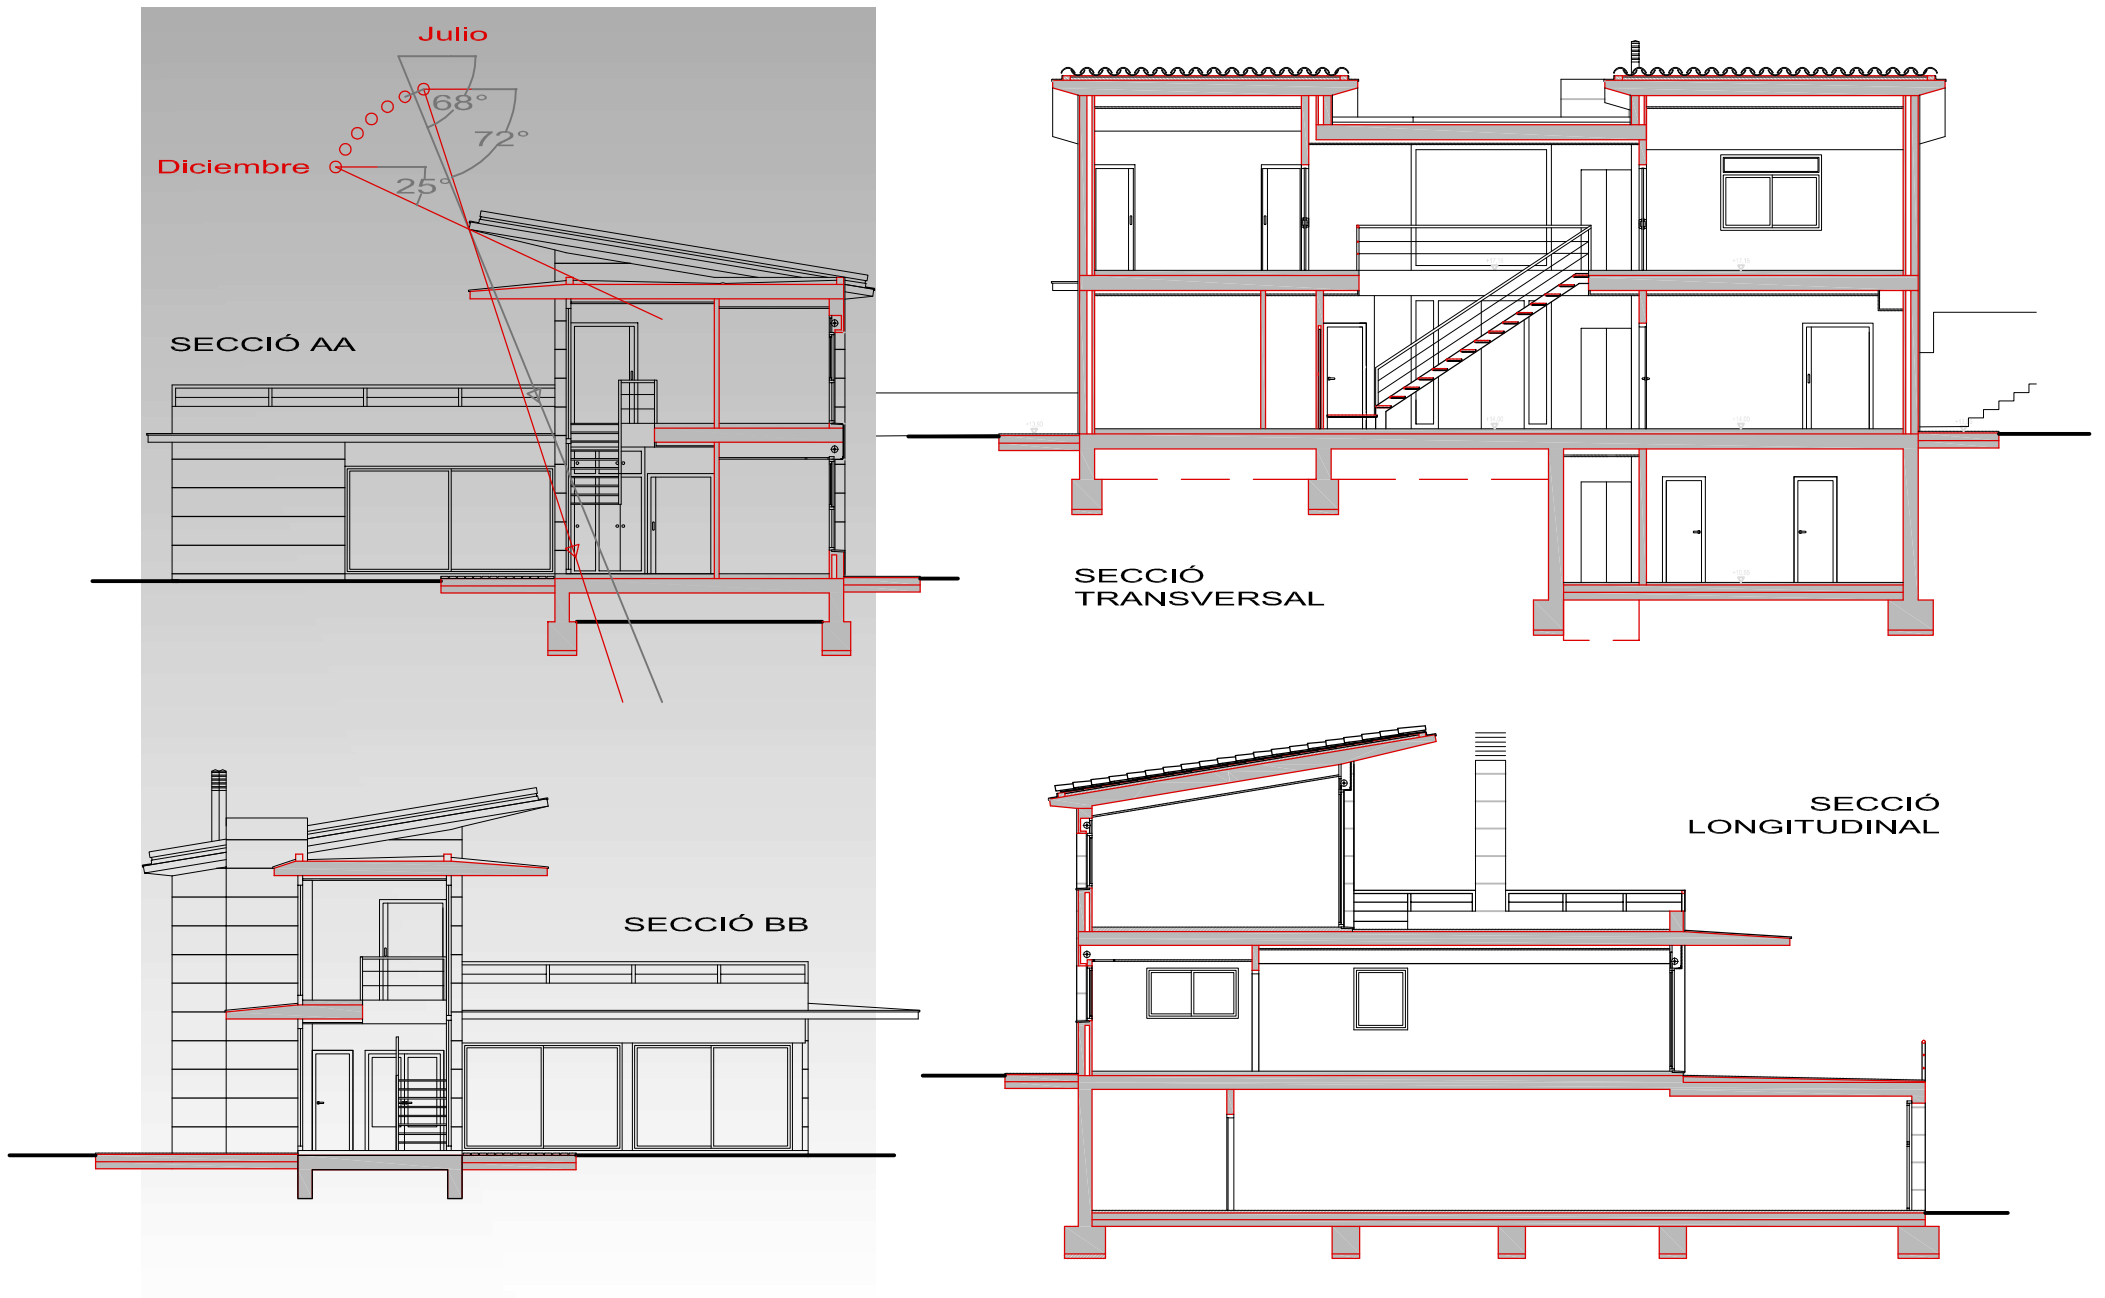 Julio
68°
72°
Diciembre
25°
SECCIÓ AA
SECCIÓ
TRANSVERSAL
SECCIÓ
LONGITUDINAL
SECCIÓ BB